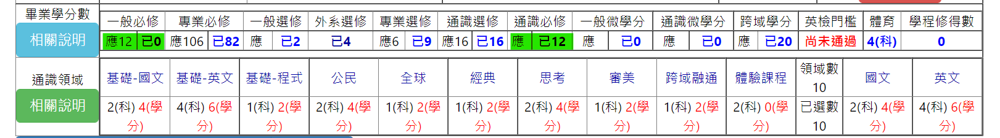 畢業學分數
相關說明
一般必修 專業必修 一般選修 外系選修 專業選修 通識選修 通識必修 一般微學分 通識微學分 跨域學分 英檢門檻 體育 學程修得數
應12 已0 應106 已82 應 已2 已4 應6 已9 應16 已16 應 已12 應 已0 應 已0 應 已20 尚未通過 4(科) 0
通識領域
相關說明
基礎-國文 基礎-英文 基礎-程式 公民 全球 經典 思考 審美 跨域融通 體驗課程 領域數 國文 英文
10
2(科) 4(學 4(科) 6(學 1(科) 2(學 2(科) 4(學 1(科) 2(學 1(科) 2(學 2(科) 4(學 1(科) 2(學 1(科) 2(學 2(科) 0(學 已選數 2(科) 4(學 4(科) 6(學
分) 分) 分) 分) 分) 分) 分) 分) 分) 分) 10 分) 分)